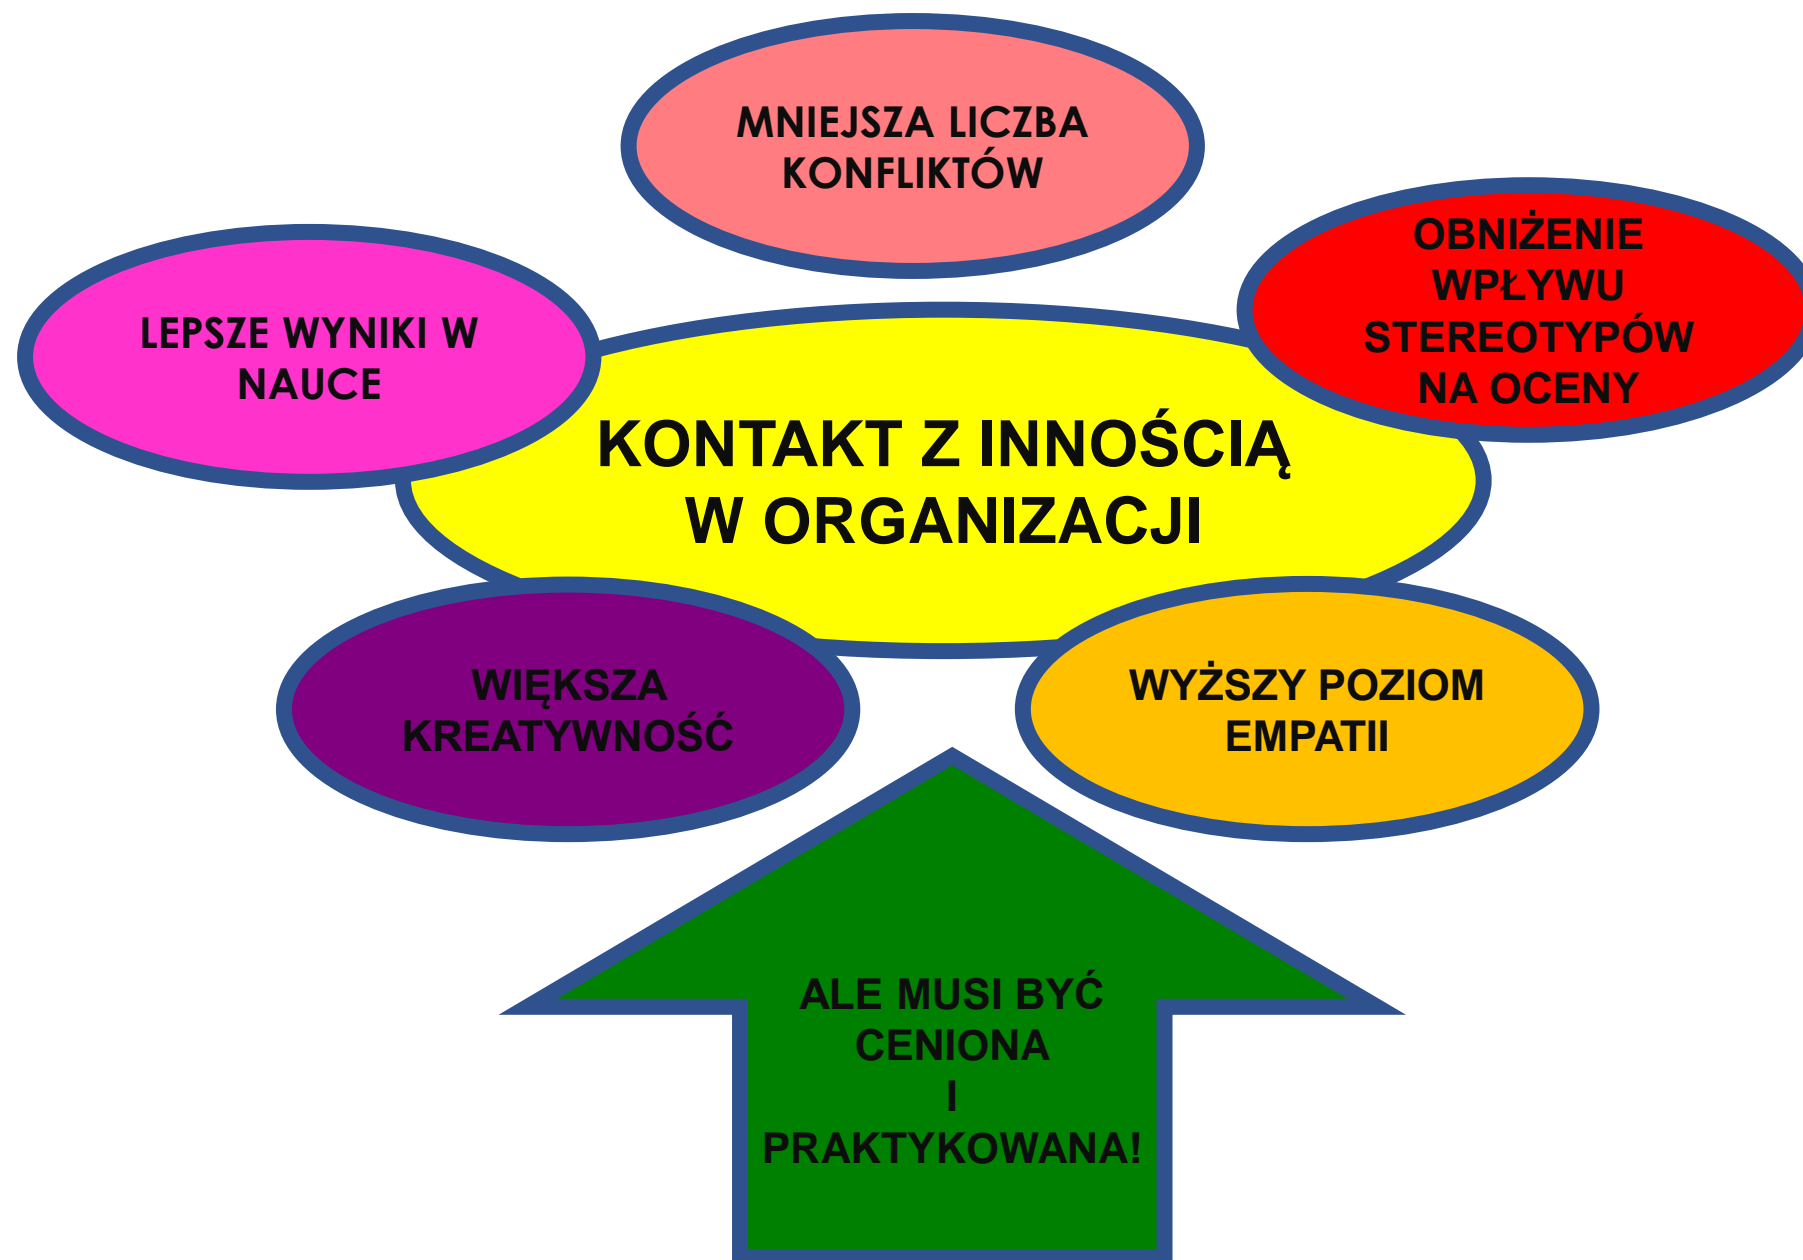 MNIEJSZA LICZBA
KONFLIKTÓW
OBNIŻENIE
WPŁYWU
STEREOTYPÓW
NA OCENY
LEPSZE WYNIKI W
NAUCE
KONTAKT Z INNOŚCIĄ
W ORGANIZACJI
WIĘKSZA
KREATYWNOŚĆ
WYŻSZY POZIOM
EMPATII
ALE MUSI BYĆ
CENIONA
I
PRAKTYKOWANA!